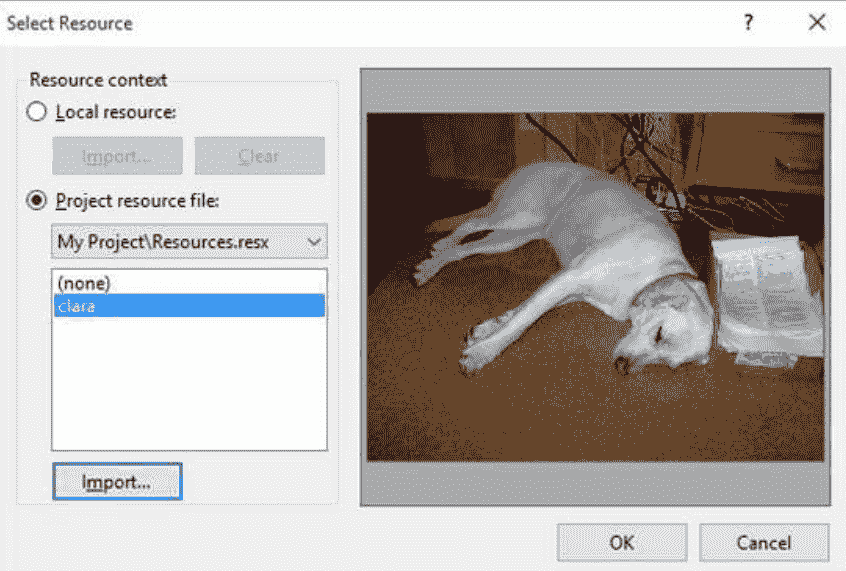 Select Resource
?
Resource context
Local resource:
Import...
Clear
Project resource file:
My Project\Resources.resx
(none)
clara
Import...
OK
Cancel